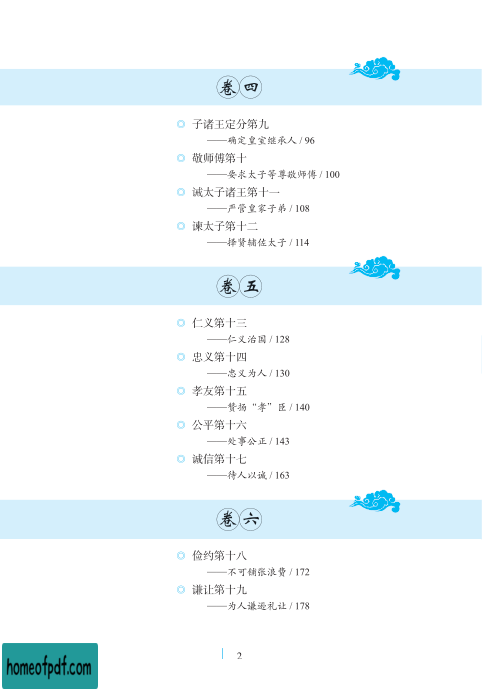 卷四
子诸王定分第九
——确定皇室继承人 / 96
敬师傅第十
——要求太子等尊敬师傅 / 100
诫太子诸王第十一
——严管皇家子弟 / 108
谏太子第十二
——择贤辅佐太子 / 114
卷五
仁义第十三
——仁义治国 / 128
忠义第十四
——忠义为人 / 130
孝友第十五
——赞扬“孝”臣 / 140
公平第十六
——处事公正 / 143
诚信第十七
——待人以诚 / 163
卷六
俭约第十八
——不可铺张浪费 / 172
谦让第十九
——为人谦逊礼让 / 178
2
homeofpdf.com